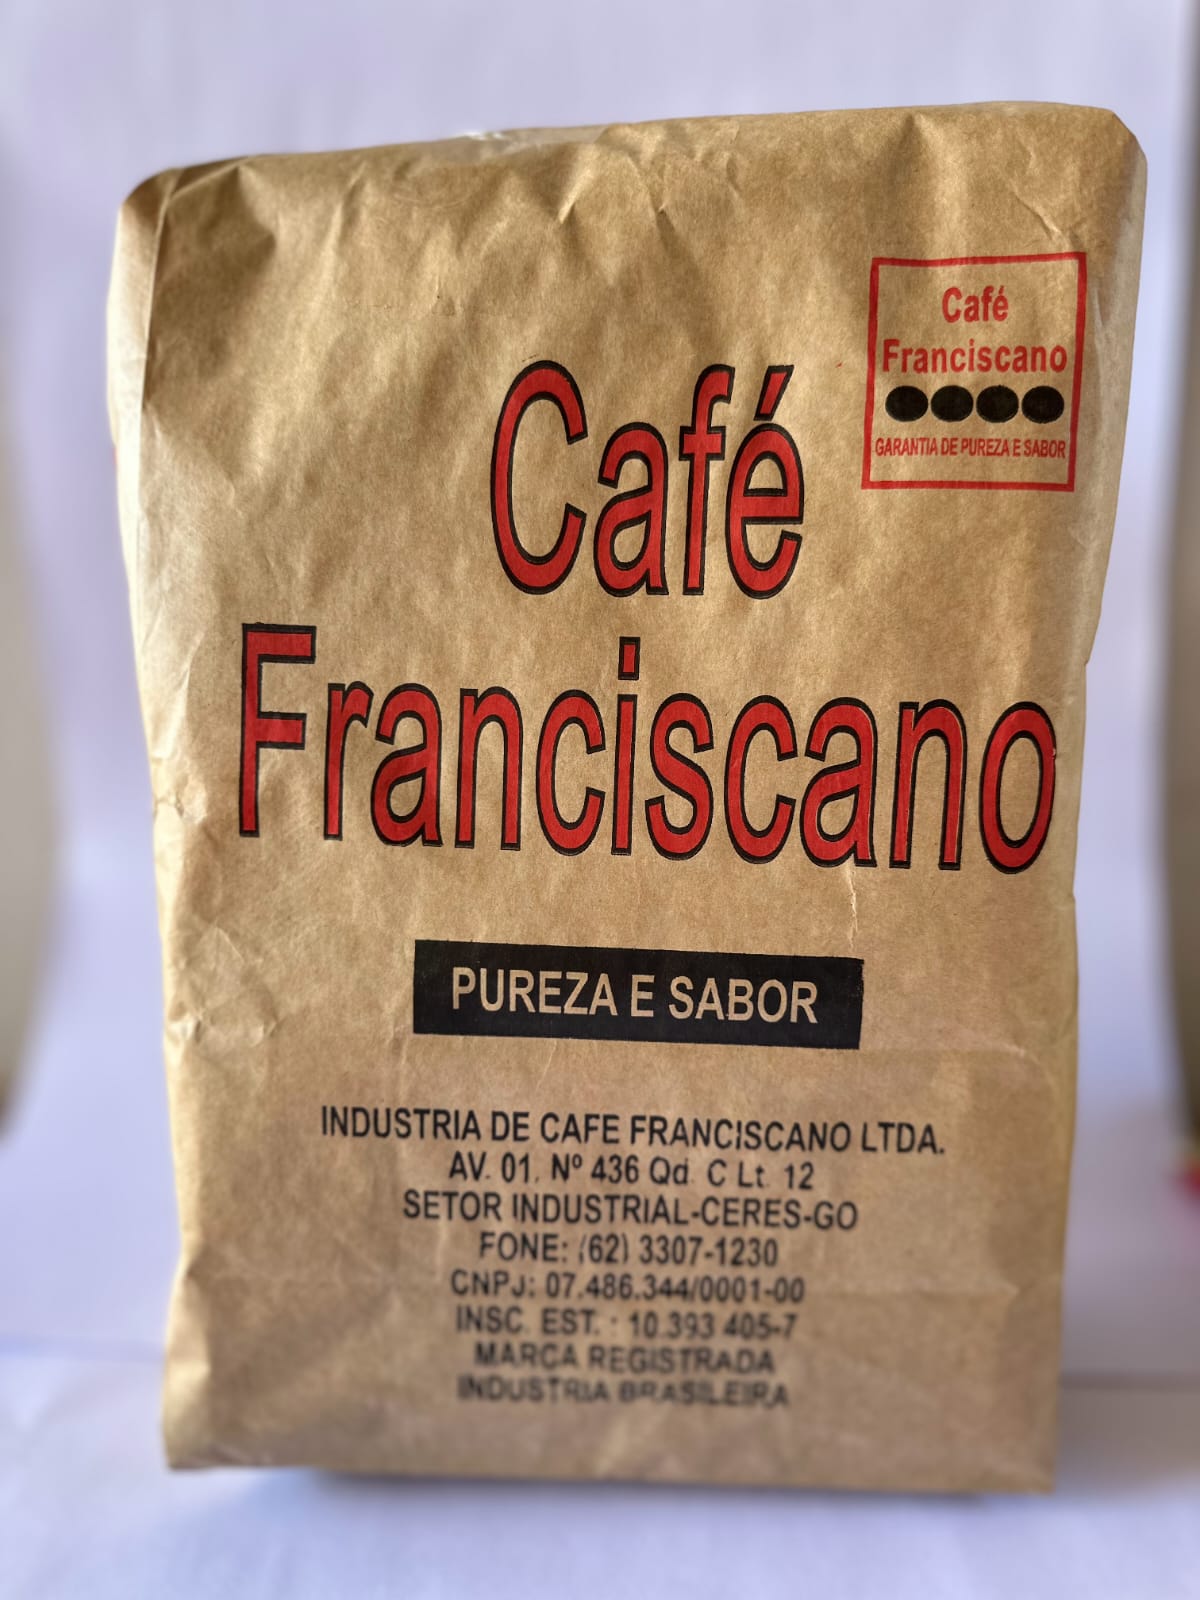 Café
Franciscano
GARANTIA DE PUREZA E SABOR
Café
Franciscano
PUREZA E SABOR
INDUSTRIA DE CAFE FRANCISCANO LTDA.
AV. 01, Nº 436 Qd. C Lt. 12
SETOR INDUSTRIAL-CERES-GO
FONE: (62) 3307-1230
CNPJ: 07.486.344/0001-00
INSC. EST. : 10.393 405-7
MARCA REGISTRADA
INDUSTRIA BRASILEIRA